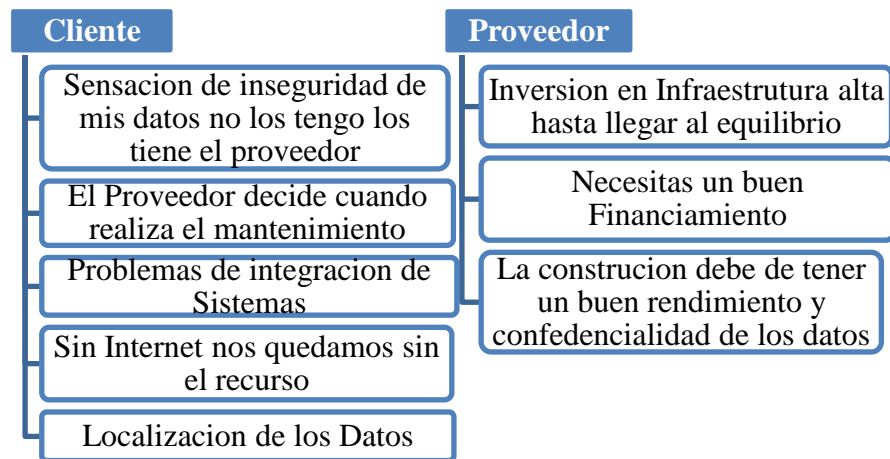 Cliente
Sensacion de inseguridad de
mis datos no los tengo los
tiene el proveedor
El Proveedor decide cuando
realiza el mantenimiento
Problemas de integracion de
Sistemas
Sin Internet nos quedamos sin
el recurso
Localizacion de los Datos
Proveedor
Inversion en Infraestrutura alta
hasta llegar al equilibrio
Necesitas un buen
Financiamiento
La construcion debe de tener
un buen rendimiento y
confedencialidad de los datos